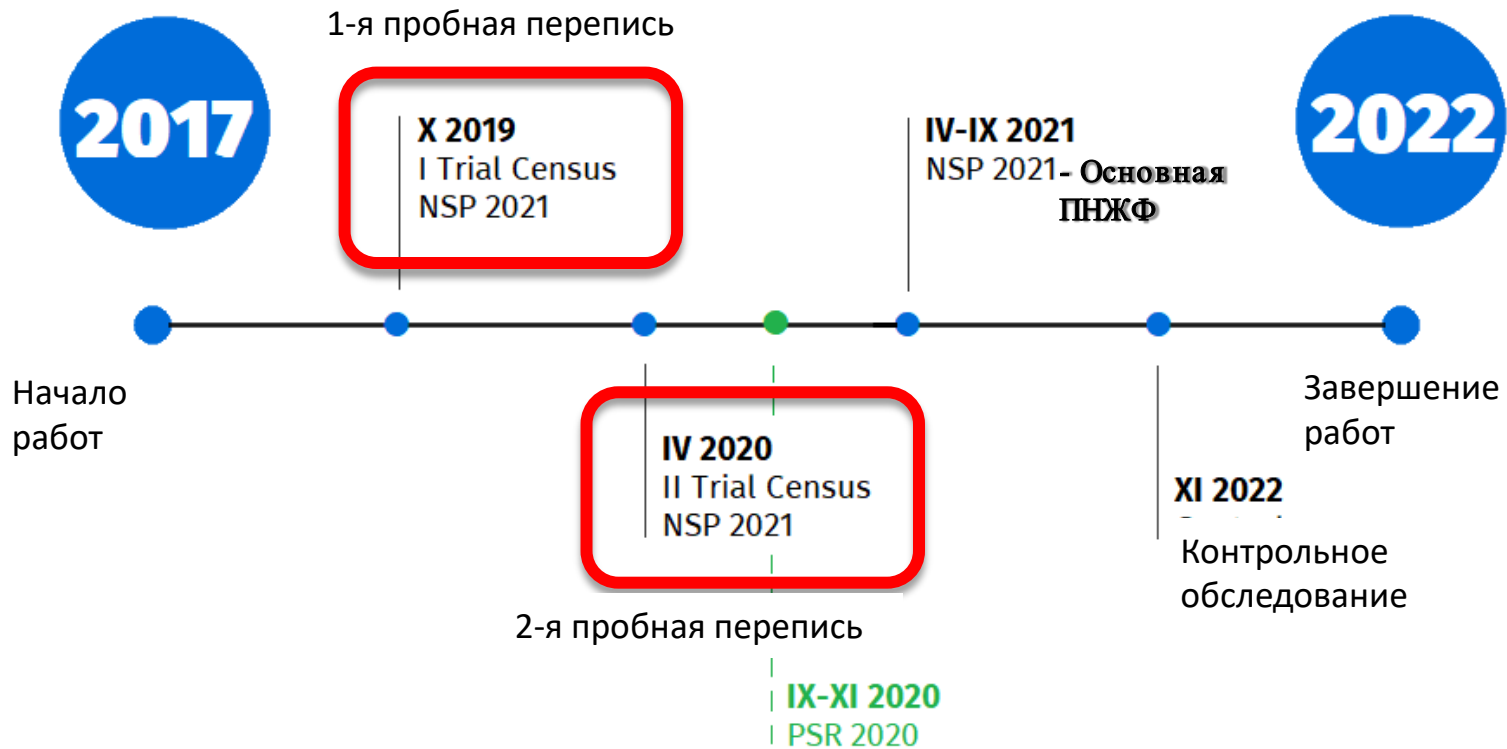 1-я пробная перепись
2017
X 2019
I Trial Census
NSP 2021
IV-IX 2021
NSP 2021- Основная
ПНЖФ
2022
Начало
работ
IV 2020
II Trial Census
NSP 2021
Завершение
работ
XI 2022
Контрольное
обследование
2-я пробная перепись
IX-XI 2020
PSR 2020